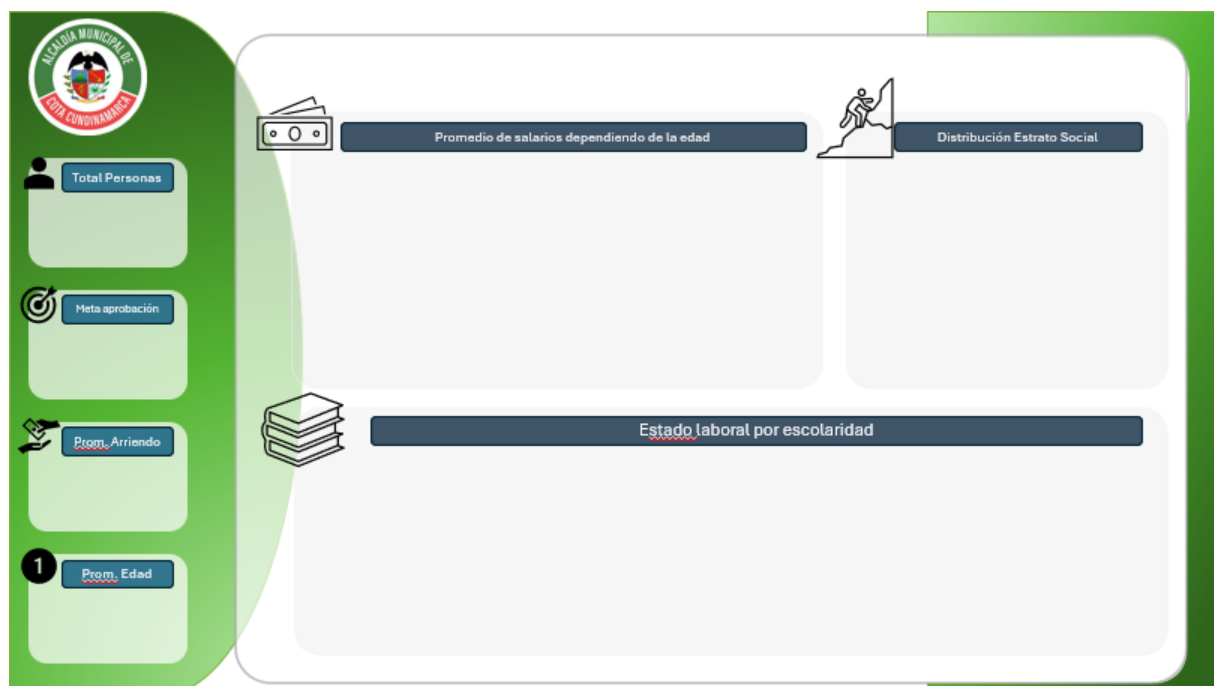 ALCALDÍA MUNICIPAL DE
COTA CUNDINAMARCA
Total Personas
Meta aprobación
Prom. Arriendo
1
Prom. Edad
Promedio de salarios dependiendo de la edad
Distribución Estrato Social
Estado laboral por escolaridad